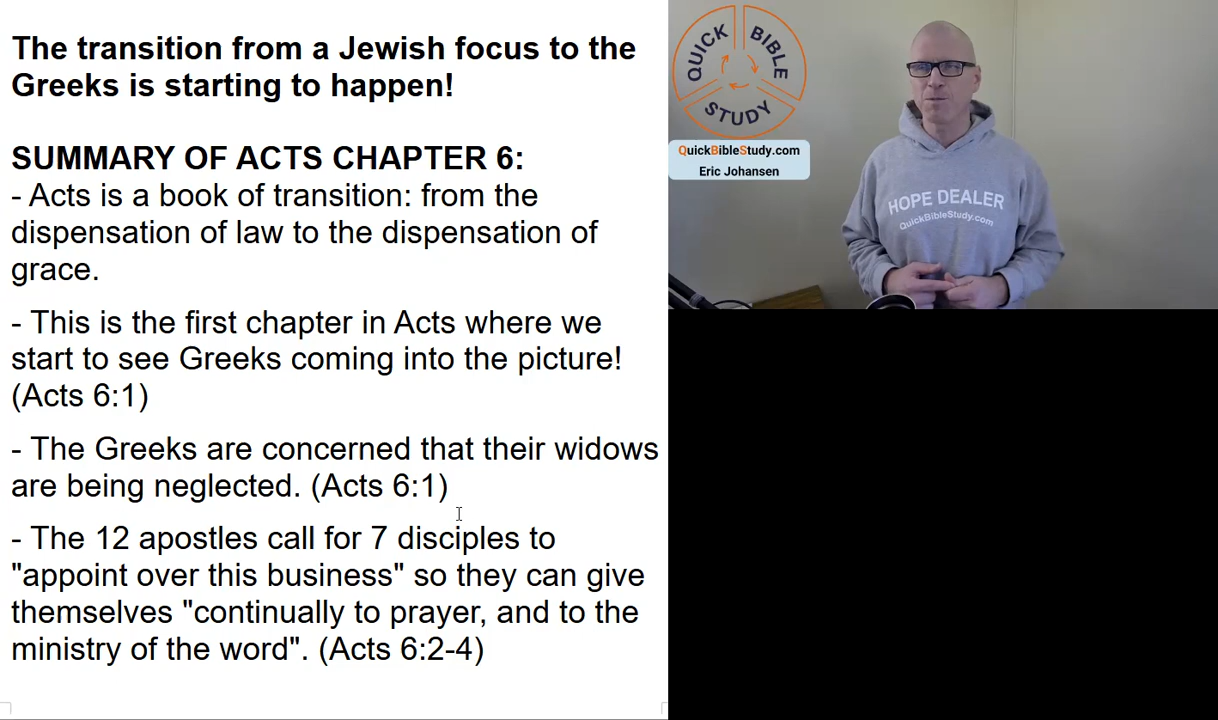 The transition from a Jewish focus to the
Greeks is starting to happen!
SUMMARY OF ACTS CHAPTER 6:
- Acts is a book of transition: from the
dispensation of law to the dispensation of
grace.
- This is the first chapter in Acts where we
start to see Greeks coming into the picture!
(Acts 6:1)
- The Greeks are concerned that their widows
are being neglected. (Acts 6:1)
- The 12 apostles call for 7 disciples to
"appoint over this business" so they can give
themselves "continually to prayer, and to the
ministry of the word". (Acts 6:2-4)
QUICK BIBLE STUDY
QuickBibleStudy.com
Eric Johansen
HOPE DEALER
QuickBibleStudy.com